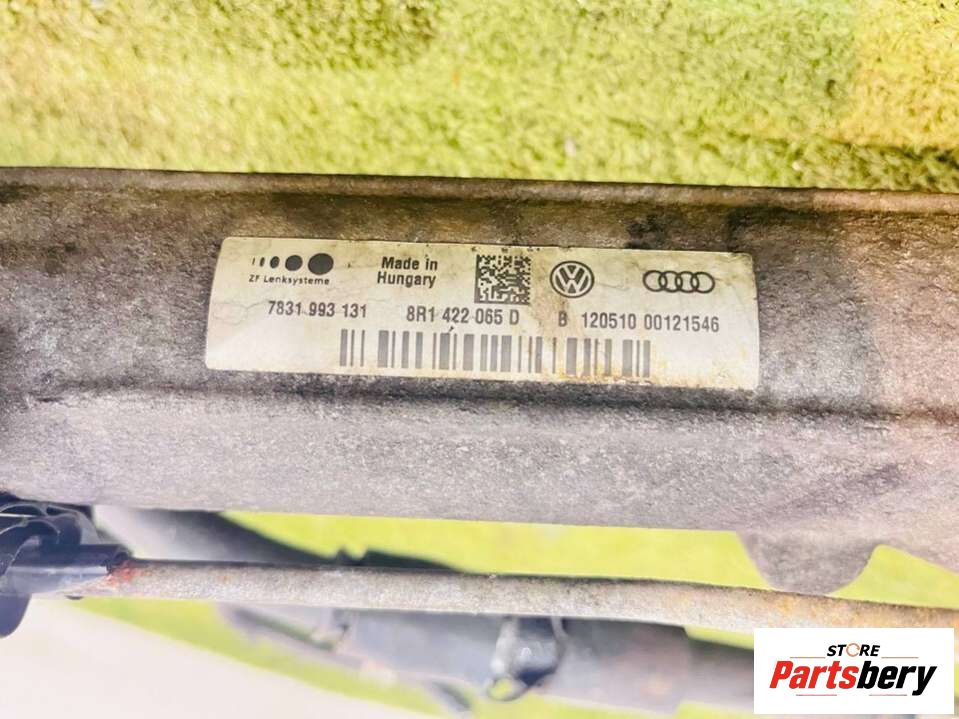 ZF Lenksysteme
Made in
Hungary
7831 993 131 8R1 422 065 D B 120510 00121546
STORE
Partsbery